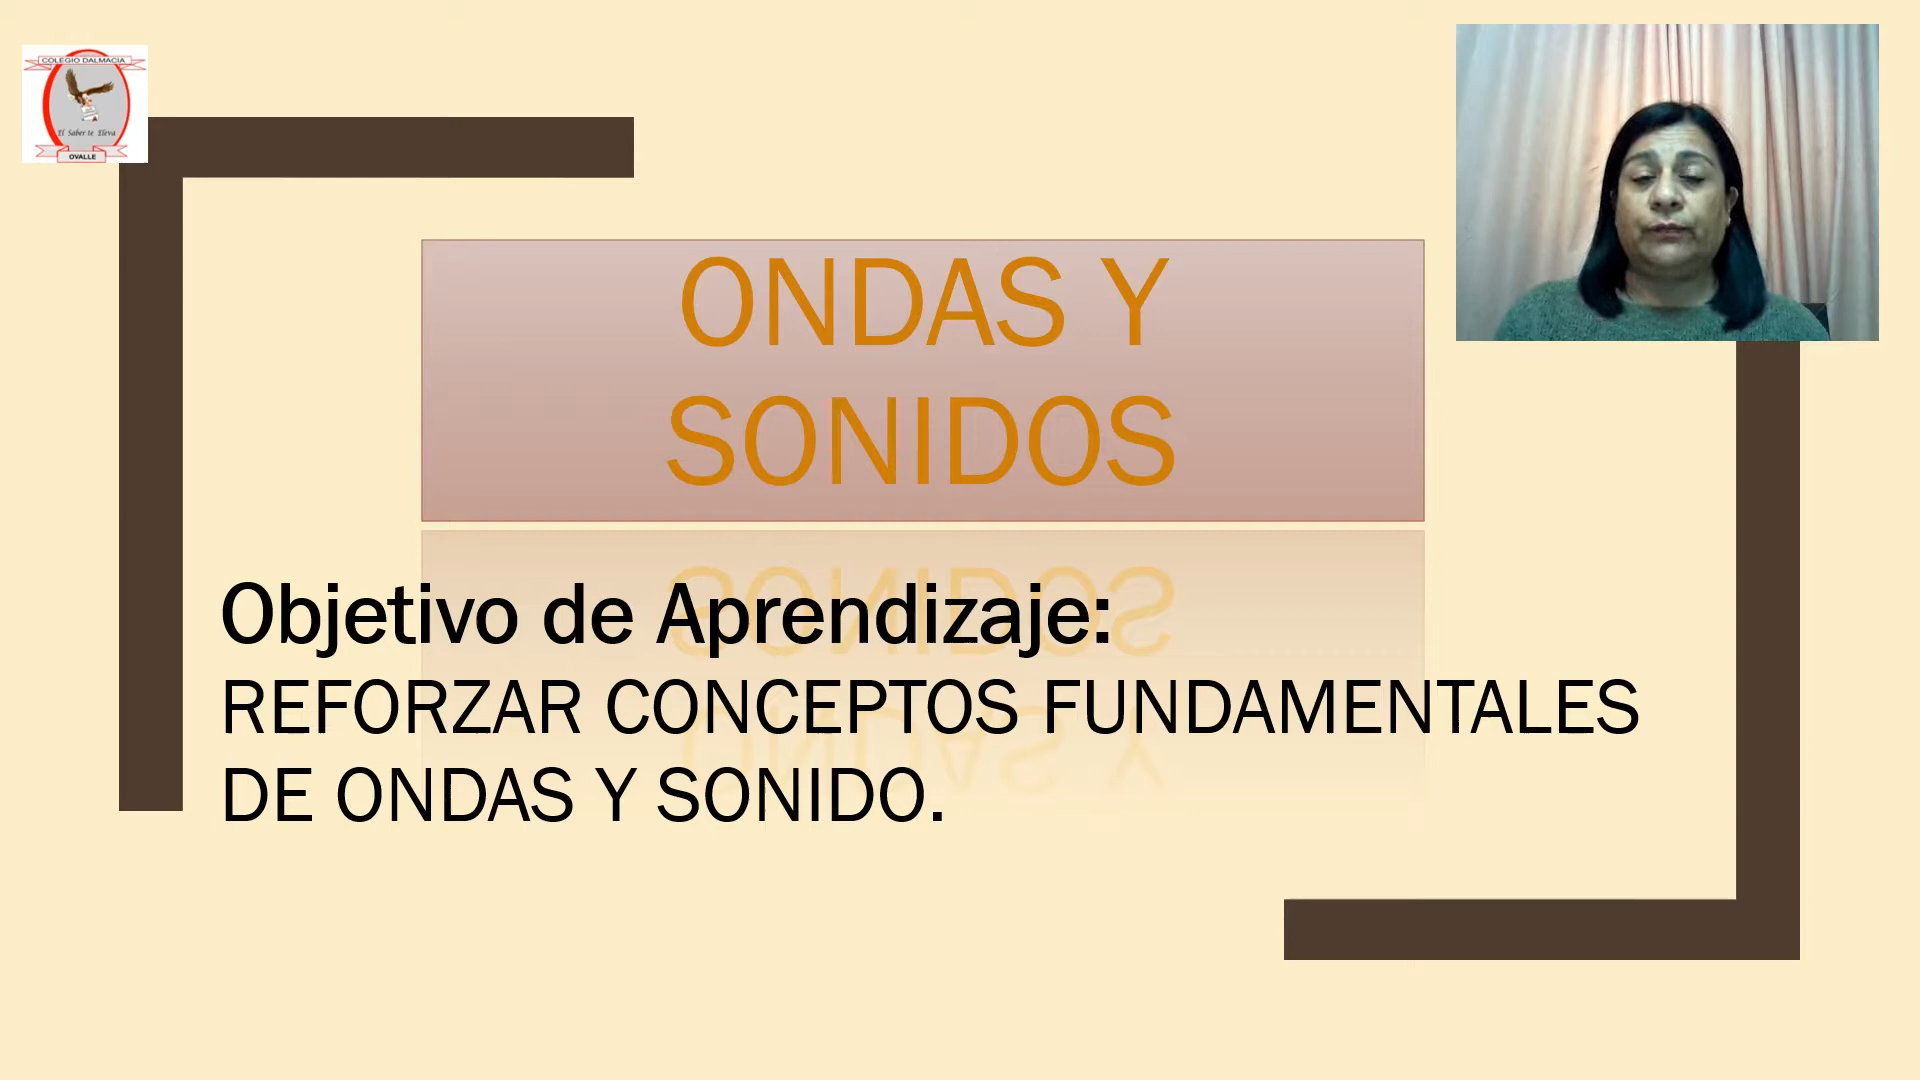 COLEGIO DALMACIA
El Saber te Eleva
OVALLE
ONDAS Y
SONIDOS
Objetivo de Aprendizaje:
REFORZAR CONCEPTOS FUNDAMENTALES
DE ONDAS Y SONIDO.